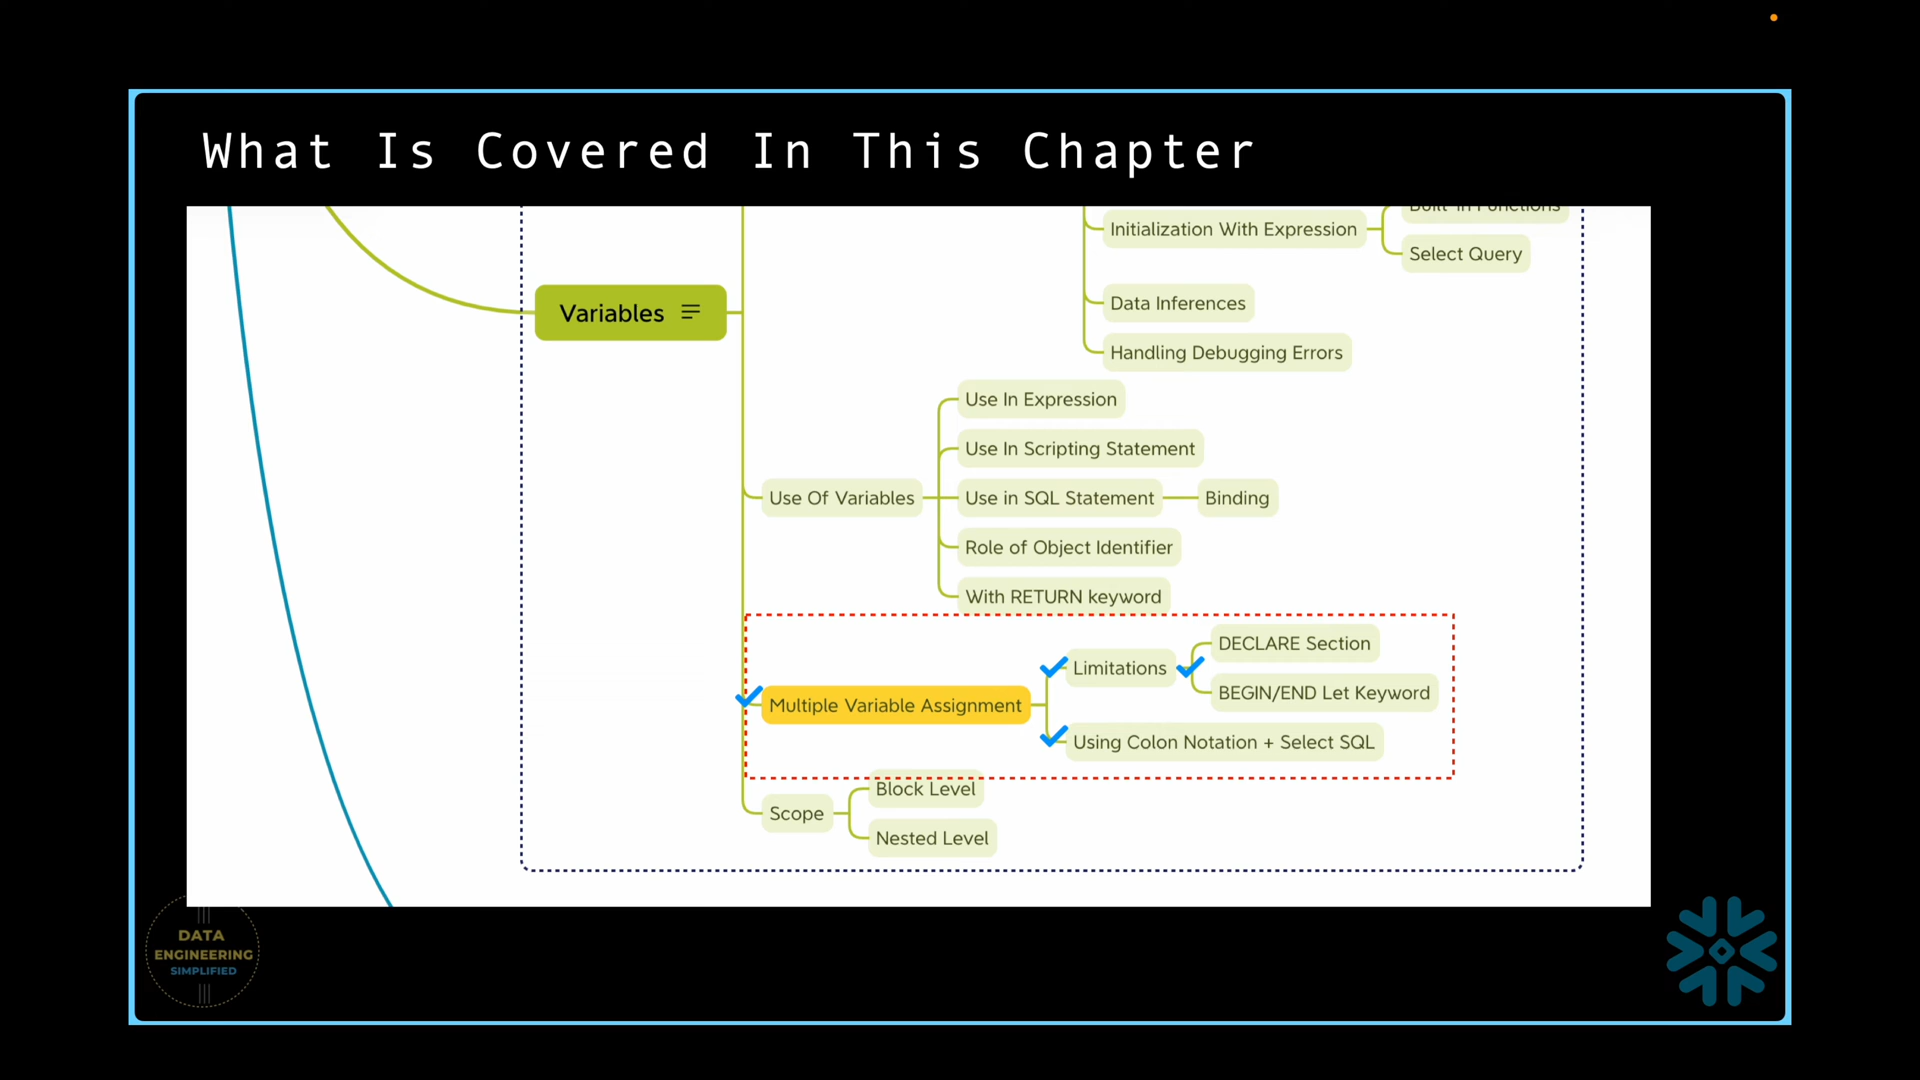 What Is Covered In This Chapter
Built-in Functions
Initialization With Expression
Select Query
Variables
Data Inferences
Handling Debugging Errors
Use In Expression
Use In Scripting Statement
Use Of Variables
Use in SQL Statement
Binding
Role of Object Identifier
With RETURN keyword
DECLARE Section
Limitations
BEGIN/END Let Keyword
Multiple Variable Assignment
Using Colon Notation + Select SQL
Block Level
Scope
Nested Level
DATA
ENGINEERING
SIMPLIFIED